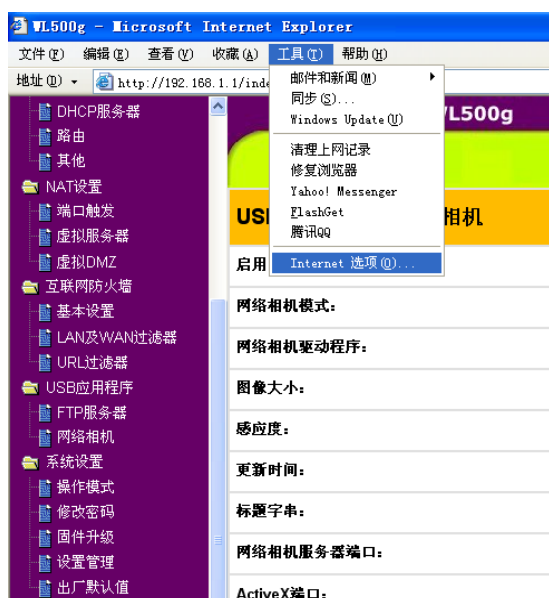 WL500g - Microsoft Internet Explorer
文件(F) 编辑(E) 查看(V) 收藏(A) 工具(T) 帮助(H)
地址(D) http://192.168.1.1/inde
邮件和新闻(M)
同步(S)...
Windows Update(U)
清理上网记录
修复浏览器
Yahoo! Messenger
FlashGet
腾讯QQ
Internet 选项(O)...
DHCP服务器
路由
其他
NAT设置
端口触发
虚拟服务器
虚拟DMZ
互联网防火墙
基本设置
LAN及WAN过滤器
URL过滤器
USB应用程序
FTP服务器
网络相机
系统设置
操作模式
修改密码
固件升级
设置管理
出厂默认值
L500g
US 相机
启用
网络相机模式:
网络相机驱动程序:
图像大小:
感应度:
更新时间:
标题字串:
网络相机服务器端口:
ActiveX端口: